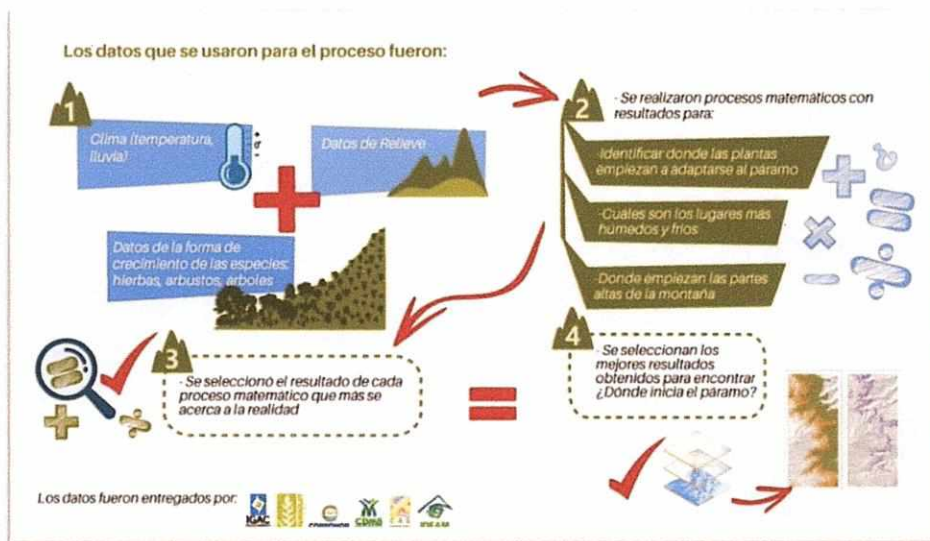 Los datos que se usaron para el proceso fueron:
1
Clima (temperatura,
lluvia)
Datos de Relieve
Datos de la forma de
crecimiento de las especies:
hierbas, arbustos, arboles
2
- Se realizaron procesos matemáticos con
resultados para:
-Identificar donde las plantas
empiezan a adaptarse al páramo
-Cuales son los lugares más
húmedos y fríos
-Donde empiezan las partes
altas de la montaña
3
- Se seleccionó el resultado de cada
proceso matemático que más se
acerca a la realidad
4
- Se seleccionan los
mejores resultados
obtenidos para encontrar
¿Dónde inicia el páramo?
Los datos fueron entregados por:
IGAC
CDMB
IDEAM